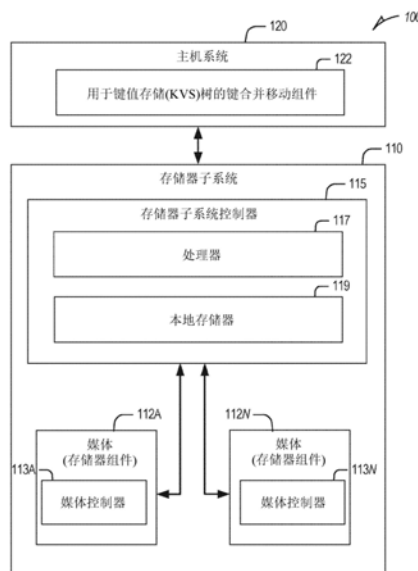 100
120
主机系统
122
用于键值存储(KVS)树的键合并移动组件
110
存储器子系统
115
存储器子系统控制器
117
处理器
119
本地存储器
112A
媒体
(存储器组件)
113A
媒体控制器
112N
媒体
(存储器组件)
113N
媒体控制器